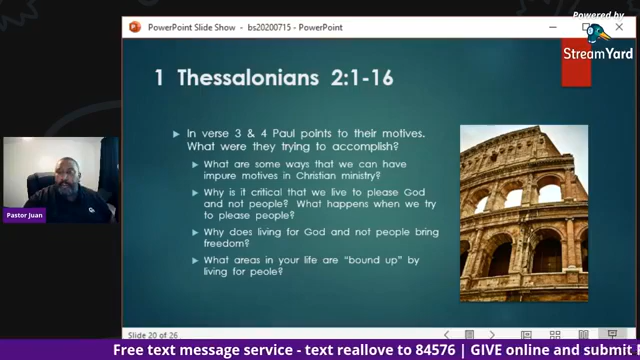 Powered by
StreamYard
PowerPoint Slide Show - bs20200715 - PowerPoint
1 Thessalonians 2:1-16
In verse 3 & 4 Paul points to their motives.
What were they trying to accomplish?
What are some ways that we can have
impure motives in Christian ministry?
Why is it critical that we live to please God
and not people? What happens when we try
to please people?
Why does living for God and not people bring
freedom?
What areas in your life are “bound up” by
living for peole?
Pastor Juan
Slide 20 of 26
Free text message service - text reallove to 84576 | GIVE online and submit